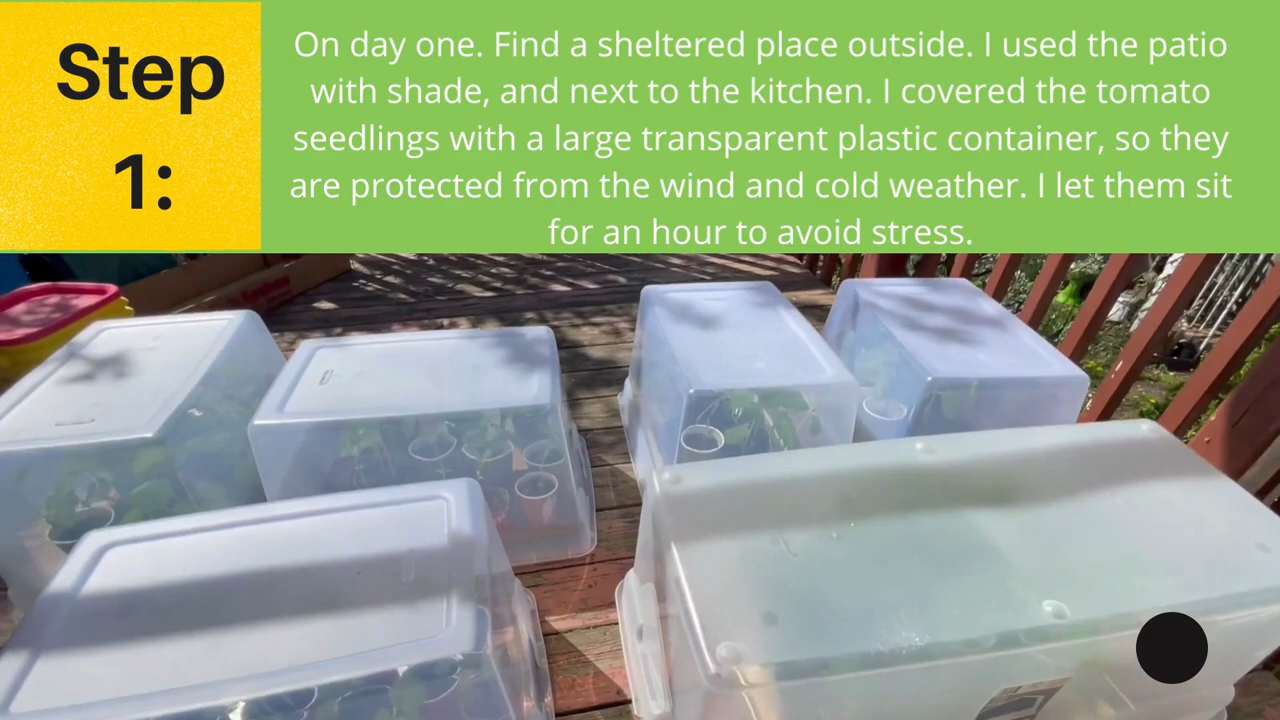 Step
1:
On day one. Find a sheltered place outside. I used the patio
with shade, and next to the kitchen. I covered the tomato
seedlings with a large transparent plastic container, so they
are protected from the wind and cold weather. I let them sit
for an hour to avoid stress.